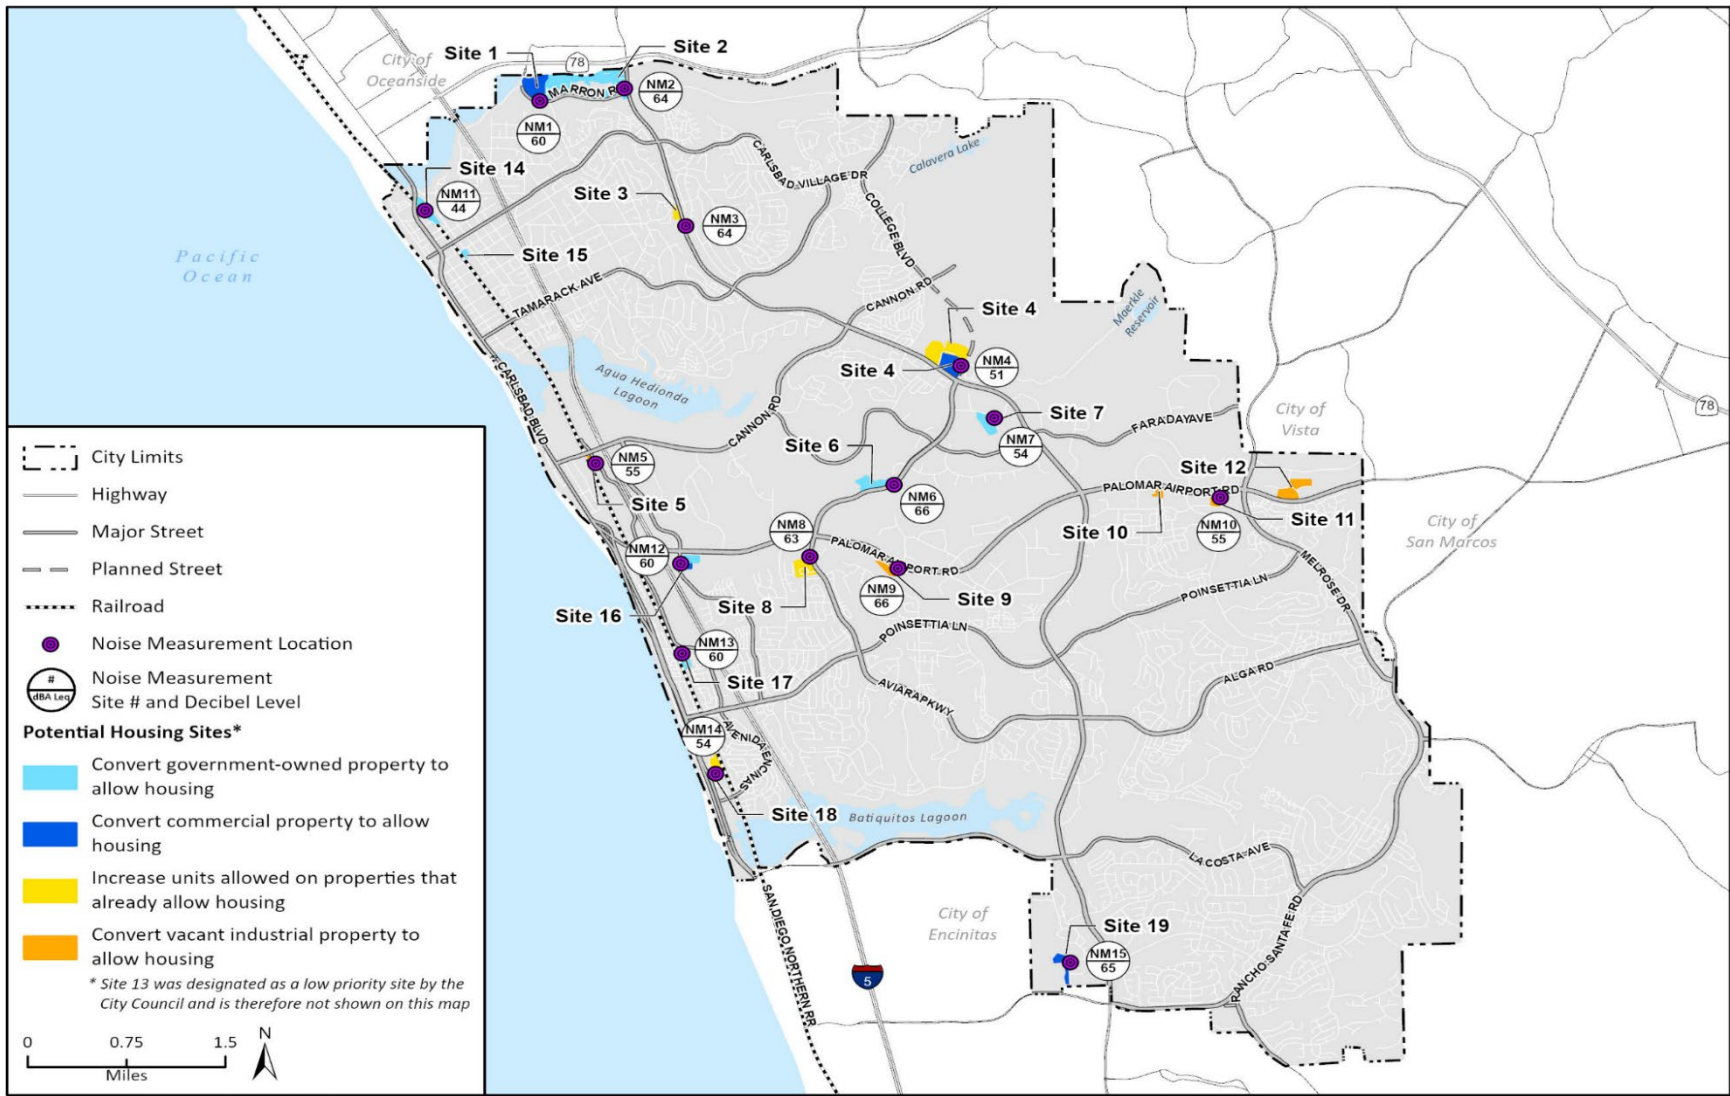 Site 1
Site 2
City of
Oceanside
78
MARRON R
NM2
64
NM1
60
Calavera Lake
CARLSBAD VILLAGE DR
Site 14
NM11
44
Site 3
NM3
64
COLLEGE BLVD
Pacific
Ocean
Site 15
TAMARACK AVE
CANNON RD
Maerkle
Reservoir
Site 4
Site 4
NM4
51
Agua Hedionda
Lagoon
CARLSBAD BLVD
CANNON RD
Site 7
FARADAYAVE
78
City of
Vista
NM7
54
Site 6
NM5
55
Site 12
PALOMAR AIRPORT RD
Site 5
NM6
66
Site 10
Site 11
NM10
55
City of
San Marcos
NM8
63
NM12
60
PALOMAR AIRPORT RD
MELROSE DR
POINSETTIA LN
Site 16
Site 8
NM9
66
Site 9
POINSETTIA LN
NM13
60
Site 17
ALGA RD
AVIARAPKWY
NM14
54
AVENIDA ENCINAS
Site 18
Batiquitos Lagoon
LA COSTA AVE
SAN DIEGO NORTHERN RR
City of
Encinitas
Site 19
NM15
65
RANCHO SANTA FE RD
5
City Limits
Highway
Major Street
Planned Street
Railroad
Noise Measurement Location
#
dBA Leq
Noise Measurement
Site # and Decibel Level
Potential Housing Sites*
Convert government-owned property to
allow housing
Convert commercial property to allow
housing
Increase units allowed on properties that
already allow housing
Convert vacant industrial property to
allow housing
* Site 13 was designated as a low priority site by the
City Council and is therefore not shown on this map
0 0.75 1.5
Miles
N